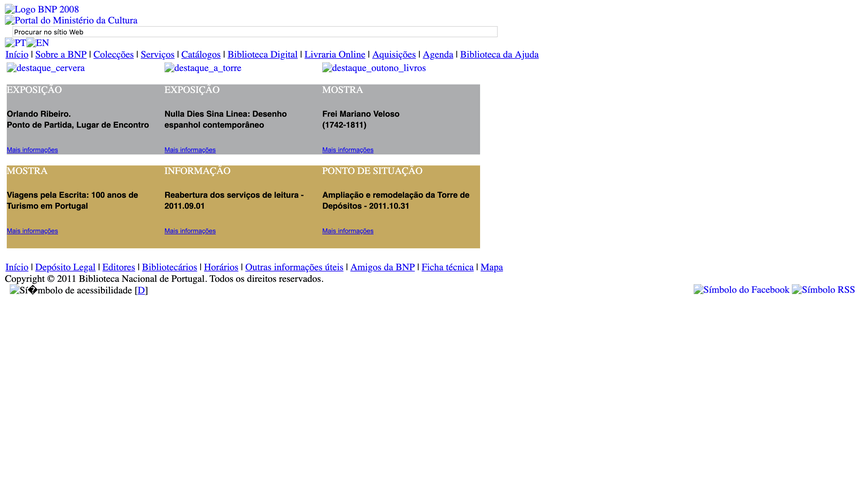 Logo BNP 2008
Portal do Ministério da Cultura
Procurar no sítio Web
PT EN
Início | Sobre a BNP | Colecções | Serviços | Catálogos | Biblioteca Digital | Livraria Online | Aquisições | Agenda | Biblioteca da Ajuda
destaque_cervera destaque_a_torre destaque_outono_livros
EXPOSIÇÃO
Orlando Ribeiro.
Ponto de Partida, Lugar de Encontro
Mais informações
EXPOSIÇÃO
Nulla Dies Sina Linea: Desenho
espanhol contemporâneo
Mais informações
MOSTRA
Frei Mariano Veloso
(1742-1811)
Mais informações
MOSTRA
Viagens pela Escrita: 100 anos de
Turismo em Portugal
Mais informações
INFORMAÇÃO
Reabertura dos serviços de leitura -
2011.09.01
Mais informações
PONTO DE SITUAÇÃO
Ampliação e remodelação da Torre de
Depósitos - 2011.10.31
Mais informações
Início | Depósito Legal | Editores | Bibliotecários | Horários | Outras informações úteis | Amigos da BNP | Ficha técnica | Mapa
Copyright © 2011 Biblioteca Nacional de Portugal. Todos os direitos reservados.
Sí�mbolo de acessibilidade [D]
Símbolo do Facebook Símbolo RSS